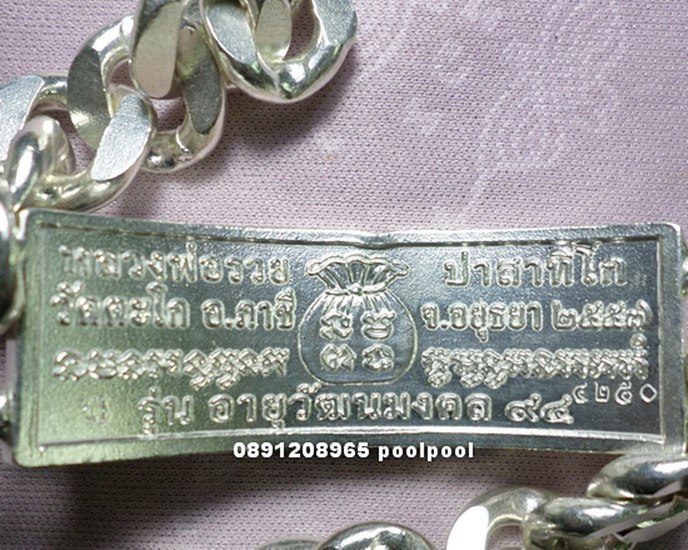 หลวงพ่อรวย ปาสาทิโก
วัดตะโก อ.ภาชี จ.อยุธยา ๒๕๕๗
รุ่น อายุวัฒนมงคล ๙๔ ๔๒๕๐
0891208965 poolpool